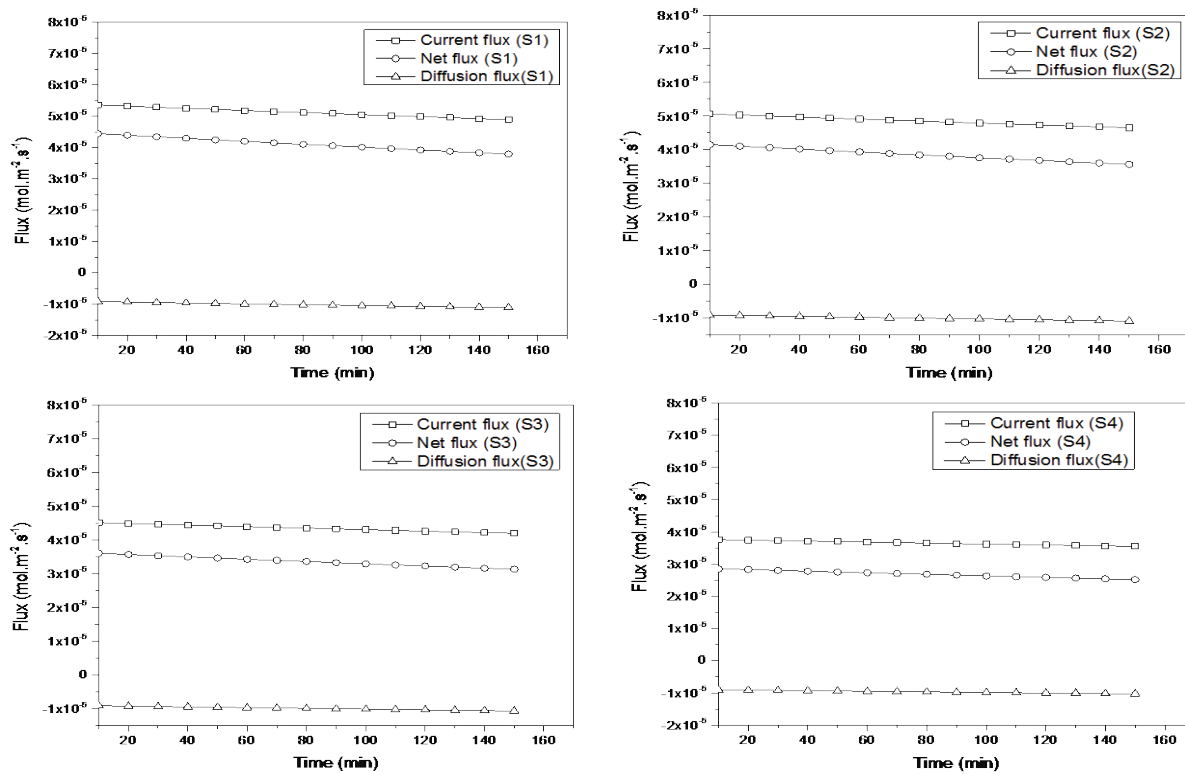 8x10⁻⁵
7x10⁻⁵
6x10⁻⁵
5x10⁻⁵
4x10⁻⁵
3x10⁻⁵
2x10⁻⁵
1x10⁻⁵
0
-1x10⁻⁵
-2x10⁻⁵
Flux (mol.m⁻².s⁻¹)
Current flux (S1)
Net flux (S1)
Diffusion flux(S1)
20 40 60 80 100 120 140 160
Time (min)
8x10⁻⁵
7x10⁻⁵
6x10⁻⁵
5x10⁻⁵
4x10⁻⁵
3x10⁻⁵
2x10⁻⁵
1x10⁻⁵
0
-1x10⁻⁵
Flux (mol.m⁻².s⁻¹)
Current flux (S2)
Net flux (S2)
Diffusion flux(S2)
20 40 60 80 100 120 140 160
Time (min)
8x10⁻⁵
7x10⁻⁵
6x10⁻⁵
5x10⁻⁵
4x10⁻⁵
3x10⁻⁵
2x10⁻⁵
1x10⁻⁵
0
-1x10⁻⁵
Flux (mol.m⁻².s⁻¹)
Current flux (S3)
Net flux (S3)
Diffusion flux(S3)
20 40 60 80 100 120 140 160
Time (min)
8x10⁻⁵
7x10⁻⁵
6x10⁻⁵
5x10⁻⁵
4x10⁻⁵
3x10⁻⁵
2x10⁻⁵
1x10⁻⁵
0
-1x10⁻⁵
-2x10⁻⁵
Flux (mol.m⁻².s⁻¹)
Current flux (S4)
Net flux (S4)
Diffusion flux(S4)
20 40 60 80 100 120 140 160
Time (min)